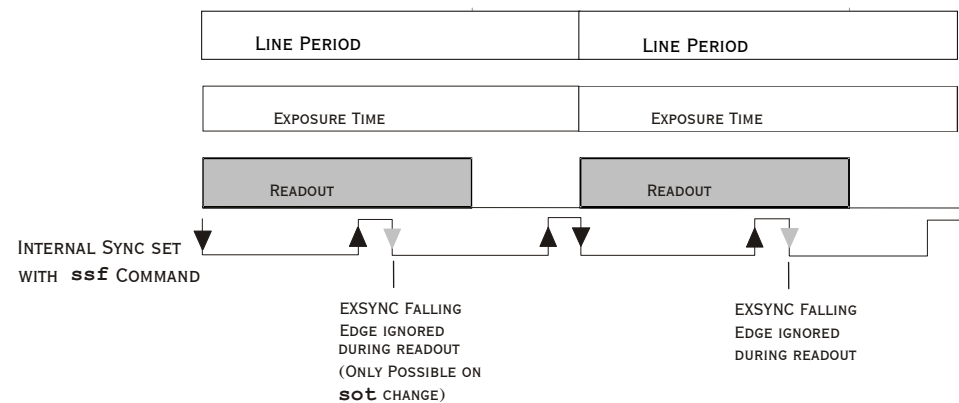 LINE PERIOD
LINE PERIOD
EXPOSURE TIME
EXPOSURE TIME
READOUT
READOUT
INTERNAL SYNC SET
WITH ssf COMMAND
EXSYNC FALLING
EDGE IGNORED
DURING READOUT
(ONLY POSSIBLE ON
sot CHANGE)
EXSYNC FALLING
EDGE IGNORED
DURING READOUT